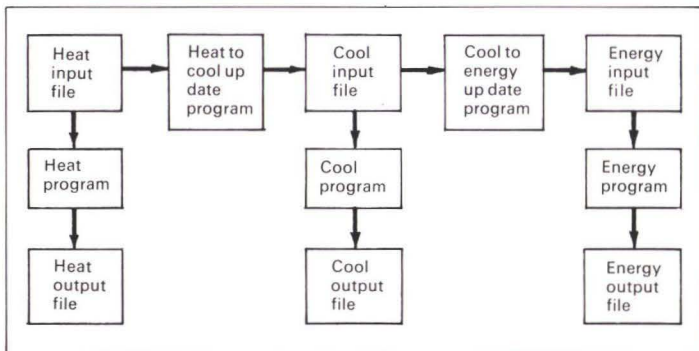 Heat
input
file
Heat to
cool up
date
program
Cool
input
file
Cool to
energy
up date
program
Energy
input
file
Heat
program
Cool
program
Energy
program
Heat
output
file
Cool
output
file
Energy
output
file